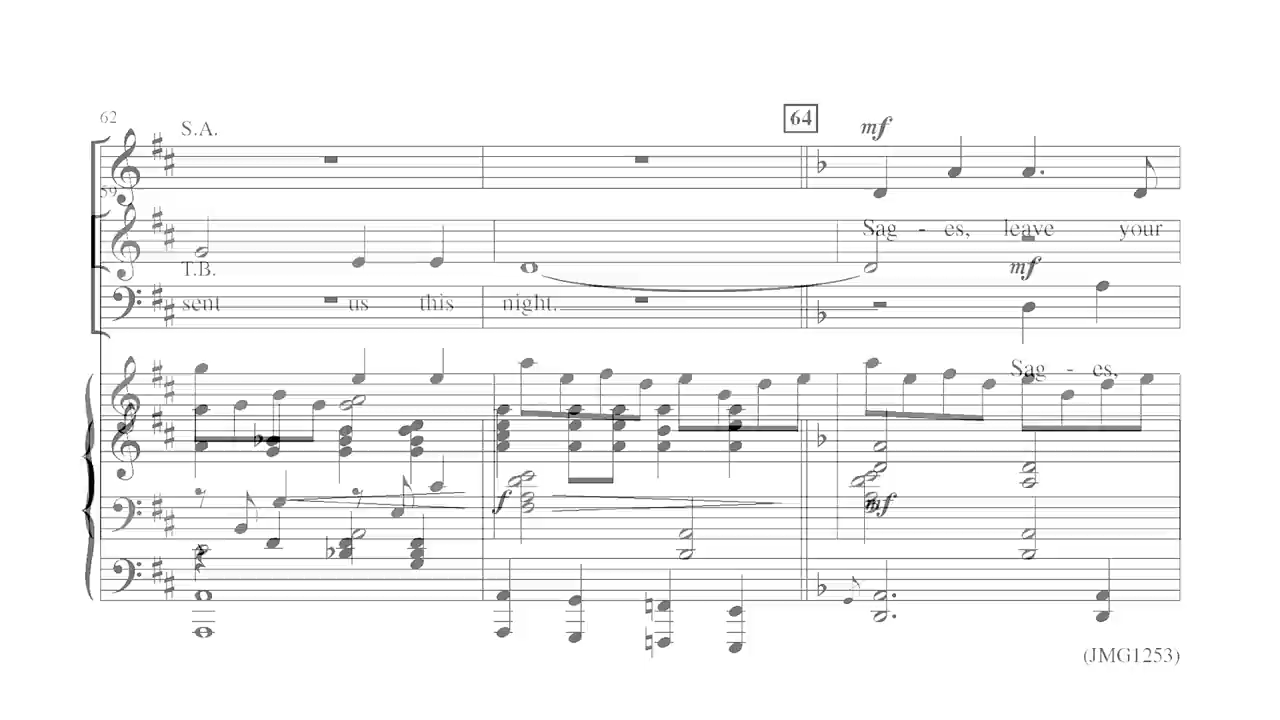 62
S.A.
64
mf
59
Sag - es, leave your
T.B.
mf
sent us this night.
Sag - es,
f
mf
(JMG1253)